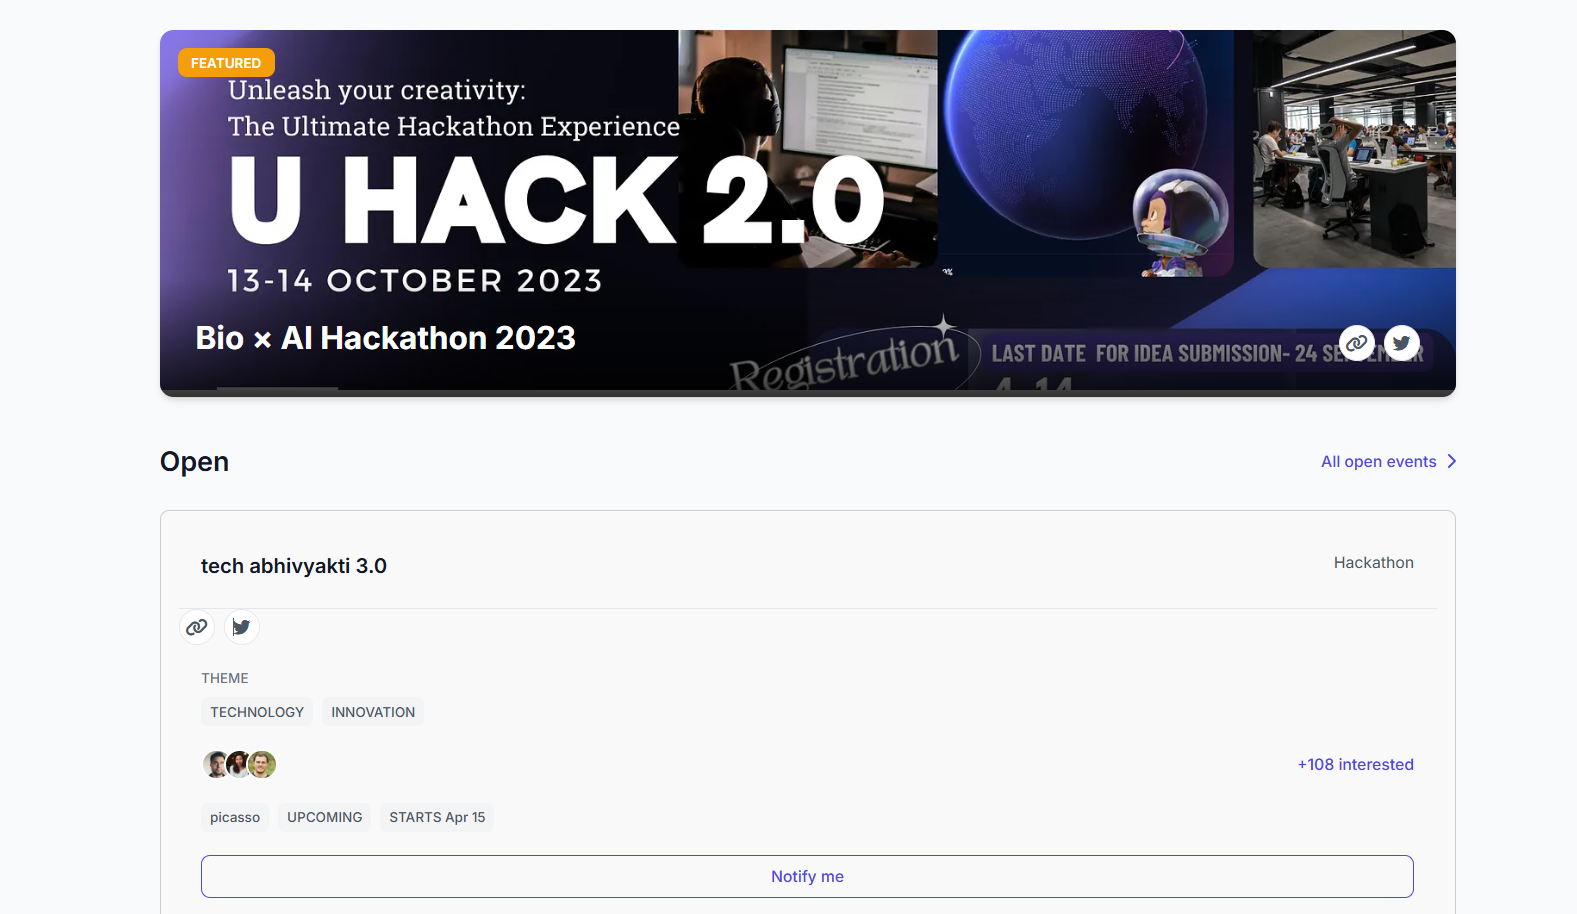 FEATURED
Unleash your creativity:
The Ultimate Hackathon Experience
U HACK 2.0
13-14 OCTOBER 2023
Bio × AI Hackathon 2023
Registration
LAST DATE FOR IDEA SUBMISSION- 24
Open
All open events
tech abhivyakti 3.0
Hackathon
THEME
TECHNOLOGY INNOVATION
+108 interested
picasso UPCOMING STARTS Apr 15
Notify me